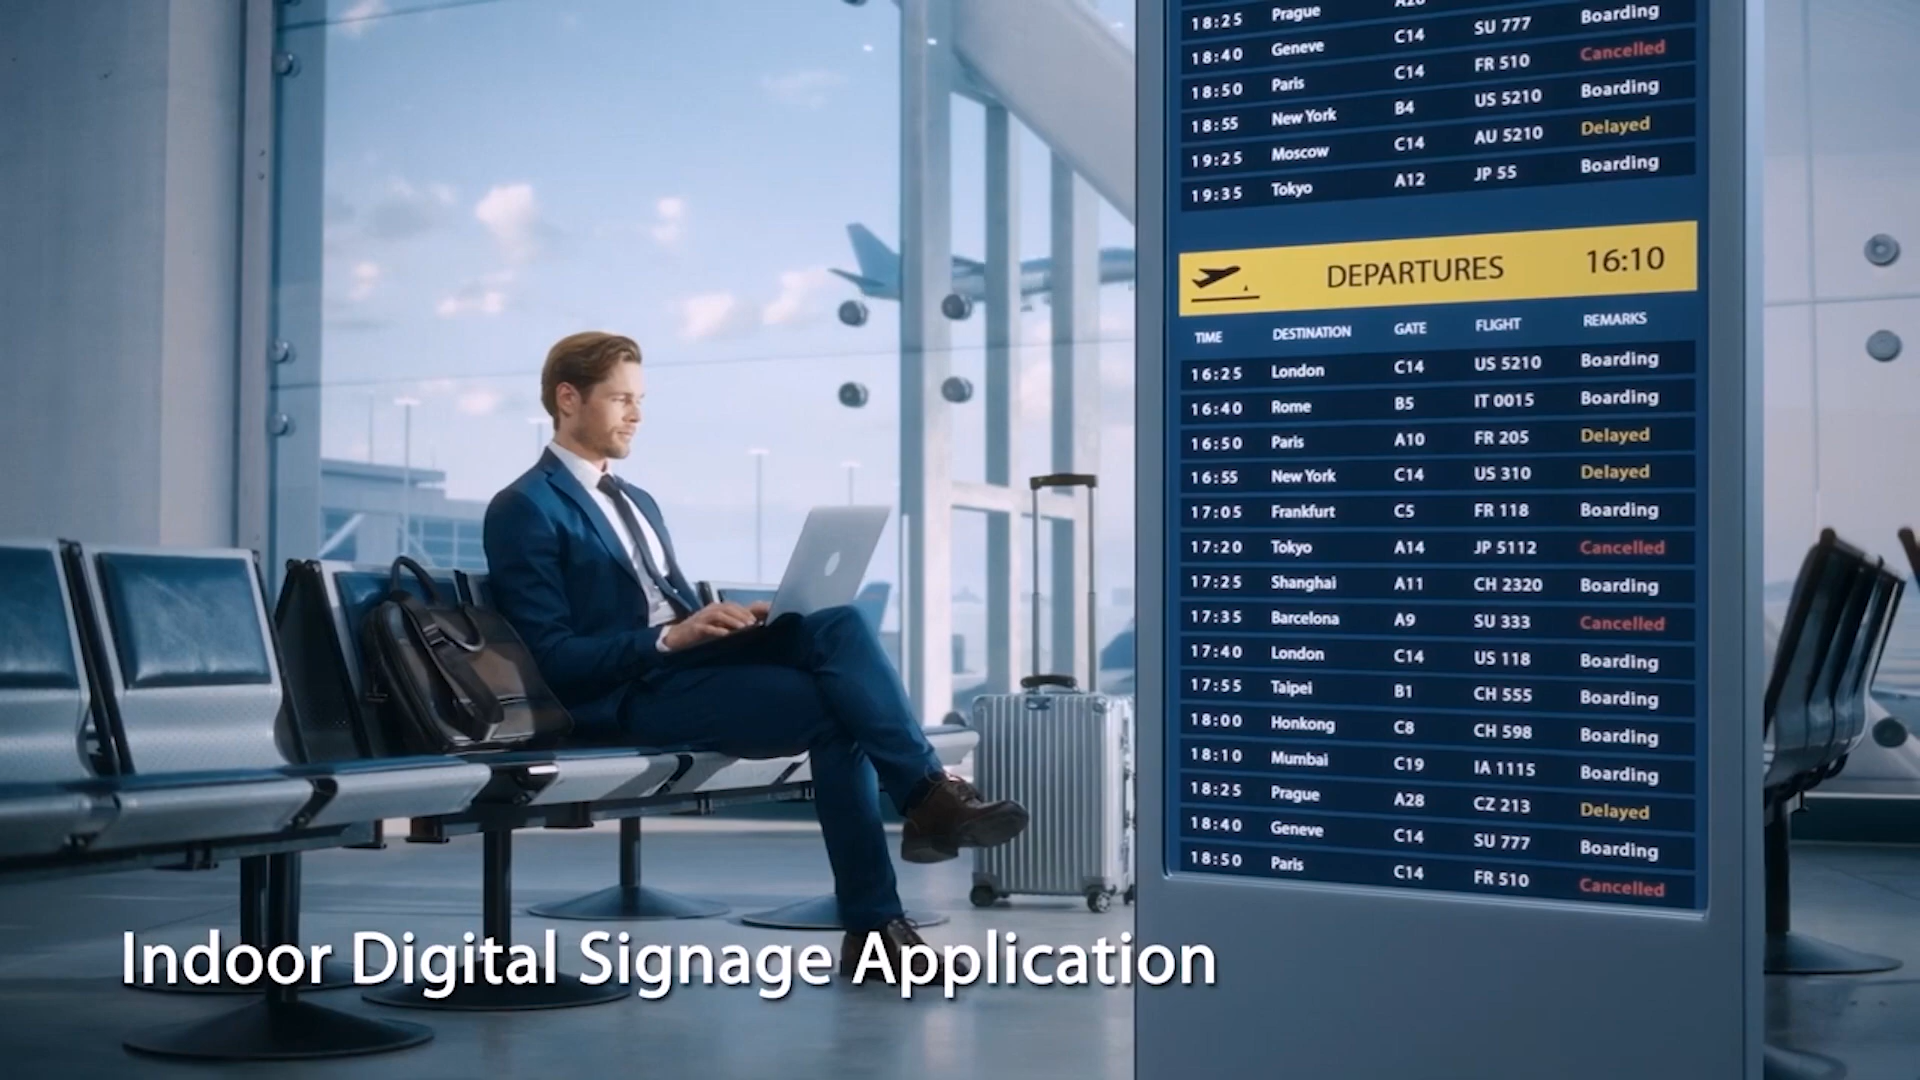 18:25 Prague A28 Boarding
18:40 Geneve C14 SU 777 Cancelled
18:50 Paris C14 FR 510 Boarding
18:55 New York B4 US 5210 Delayed
19:25 Moscow C14 AU 5210 Boarding
19:35 Tokyo A12 JP 55
DEPARTURES 16:10
TIME DESTINATION GATE FLIGHT REMARKS
16:25 London C14 US 5210 Boarding
16:40 Rome B5 IT 0015 Boarding
16:50 Paris A10 FR 205 Delayed
16:55 New York C14 US 310 Delayed
17:05 Frankfurt C5 FR 118 Boarding
17:20 Tokyo A14 JP 5112 Cancelled
17:25 Shanghai A11 CH 2320 Boarding
17:35 Barcelona A9 SU 333 Cancelled
17:40 London C14 US 118 Boarding
17:55 Taipei B1 CH 555 Boarding
18:00 Honkong C8 CH 598 Boarding
18:10 Mumbai C19 IA 1115 Boarding
18:25 Prague A28 CZ 213 Delayed
18:40 Geneve C14 SU 777 Boarding
18:50 Paris C14 FR 510 Cancelled
Indoor Digital Signage Application